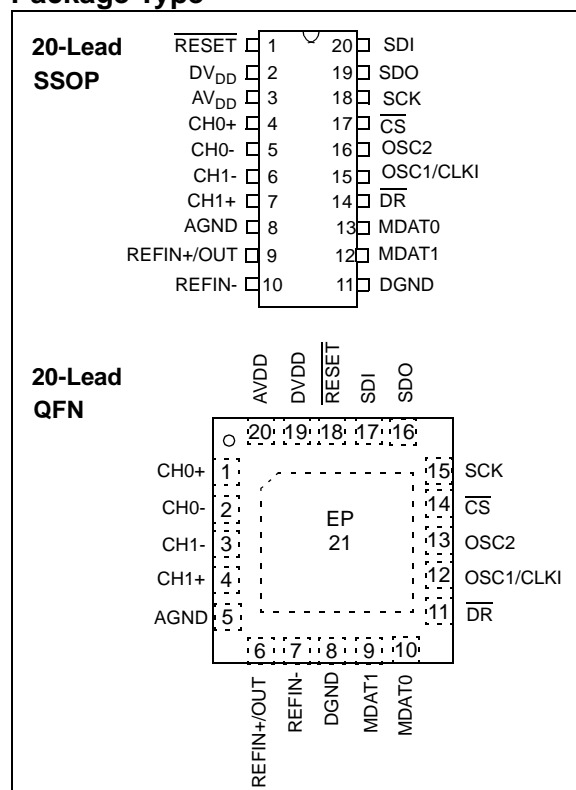 Package Type
20-Lead
SSOP
RESET 1 20 SDI
DVDD 2 19 SDO
AVDD 3 18 SCK
CH0+ 4 17 CS
CH0- 5 16 OSC2
CH1- 6 15 OSC1/CLKI
CH1+ 7 14 DR
AGND 8 13 MDAT0
REFIN+/OUT 9 12 MDAT1
REFIN- 10 11 DGND
20-Lead
QFN
AVDD DVDD RESET SDI SDO
20 19 18 17 16
CH0+ 1 15 SCK
CH0- 2 14 CS
EP
21
CH1- 3 13 OSC2
CH1+ 4 12 OSC1/CLKI
AGND 5 11 DR
6 7 8 9 10
REFIN+/OUT REFIN- DGND MDAT1 MDAT0